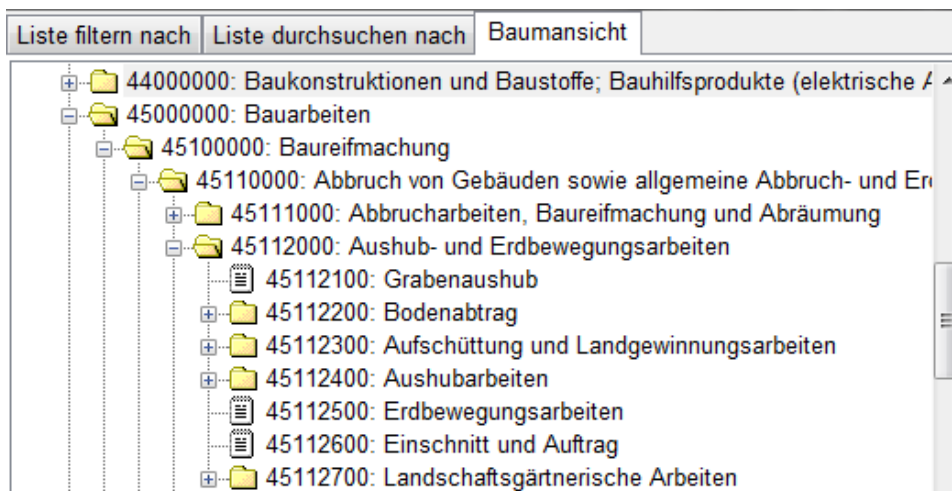 Liste filtern nach Liste durchsuchen nach Baumansicht
44000000: Baukonstruktionen und Baustoffe; Bauhilfsprodukte (elektrische
45000000: Bauarbeiten
45100000: Baureifmachung
45110000: Abbruch von Gebäuden sowie allgemeine Abbruch- und
45111000: Abbrucharbeiten, Baureifmachung und Abräumung
45112000: Aushub- und Erdbewegungsarbeiten
45112100: Grabenaushub
45112200: Bodenabtrag
45112300: Aufschüttung und Landgewinnungsarbeiten
45112400: Aushubarbeiten
45112500: Erdbewegungsarbeiten
45112600: Einschnitt und Auftrag
45112700: Landschaftsgärtnerische Arbeiten